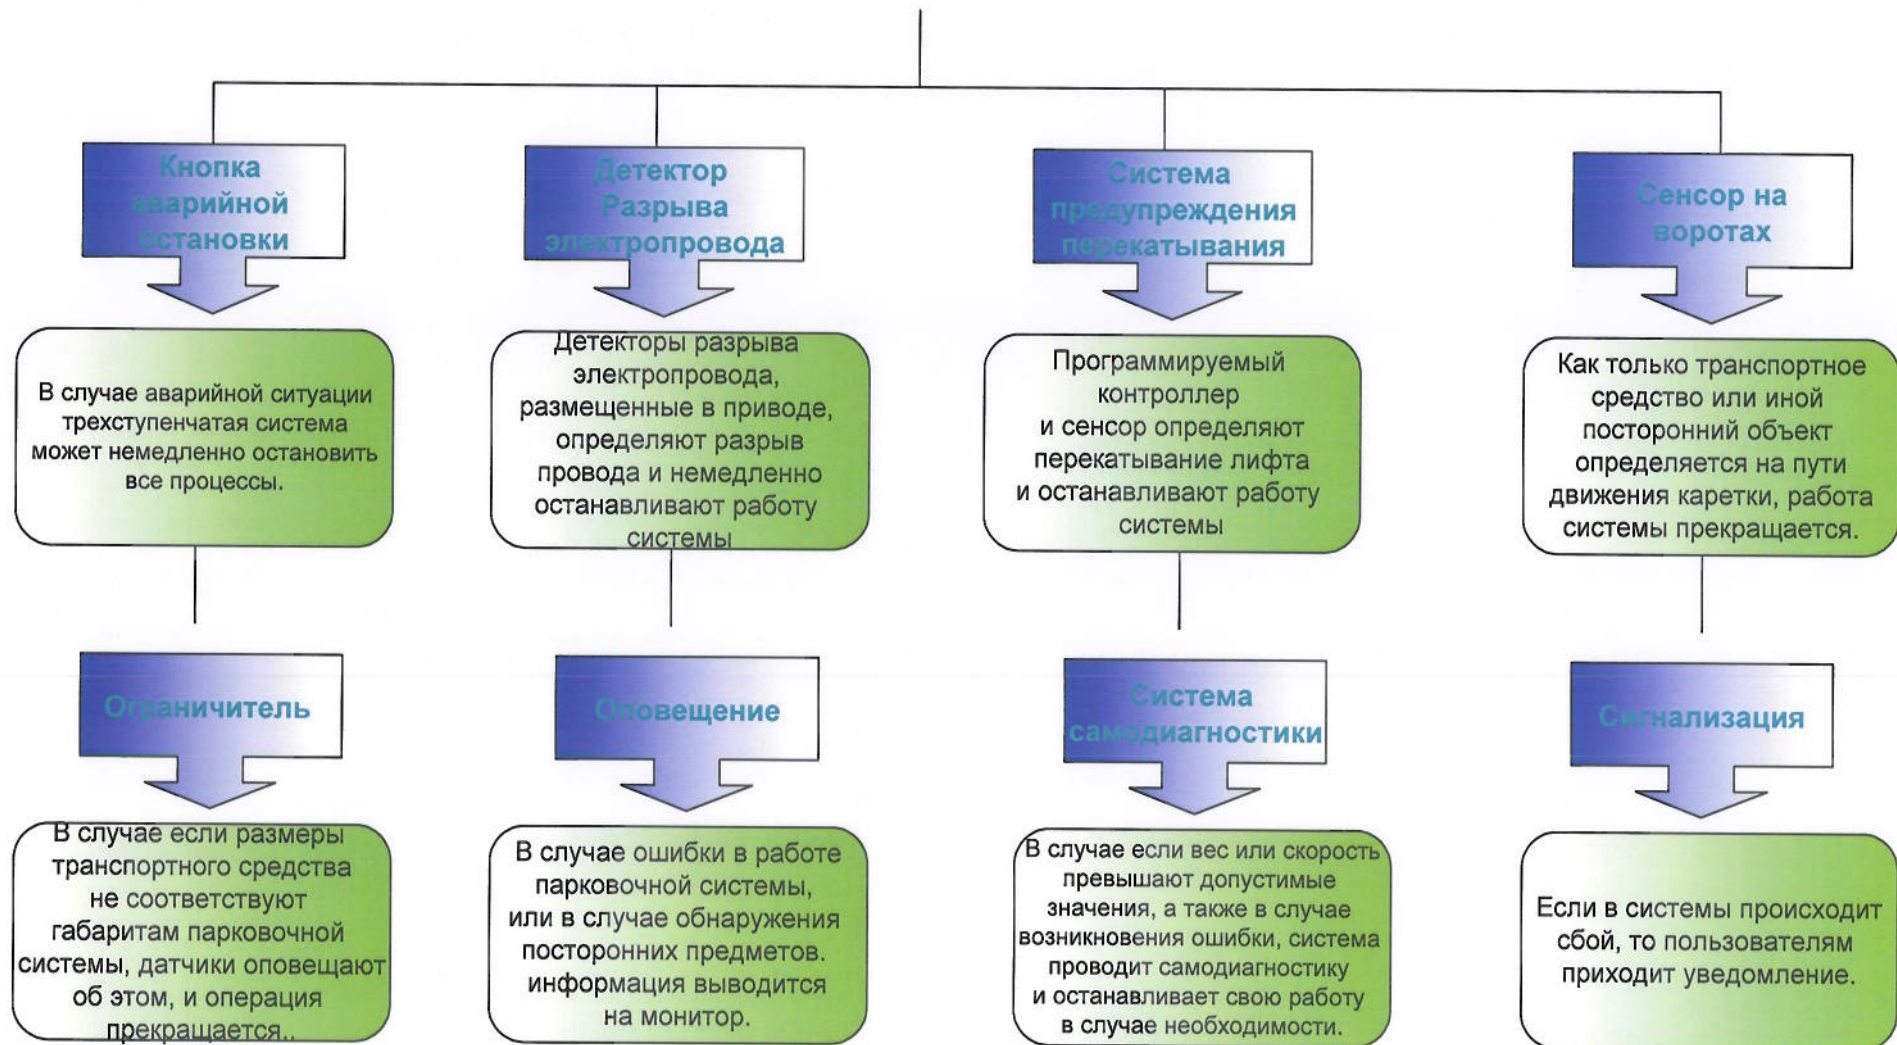 Кнопка
аварийной
остановки
Детектор
Разрыва
электропровода
Система
предупреждения
перекатывания
Сенсор на
воротах
В случае аварийной ситуации
трехступенчатая система
может немедленно остановить
все процессы.
Детекторы разрыва
электропровода,
размещенные в приводе,
определяют разрыв
провода и немедленно
останавливают работу
системы
Программируемый
контроллер
и сенсор определяют
перекатывание лифта
и останавливают работу
системы
Как только транспортное
средство или иной
посторонний объект
определяется на пути
движения каретки, работа
системы прекращается.
Ограничитель
Оповещение
Система
самодиагностики
Сигнализация
В случае если размеры
транспортного средства
не соответствуют
габаритам парковочной
системы, датчики оповещают
об этом, и операция
прекращается..
В случае ошибки в работе
парковочной системы,
или в случае обнаружения
посторонних предметов.
информация выводится
на монитор.
В случае если вес или скорость
превышают допустимые
значения, а также в случае
возникновения ошибки, система
проводит самодиагностику
и останавливает свою работу
в случае необходимости.
Если в системы происходит
сбой, то пользователям
приходит уведомление.